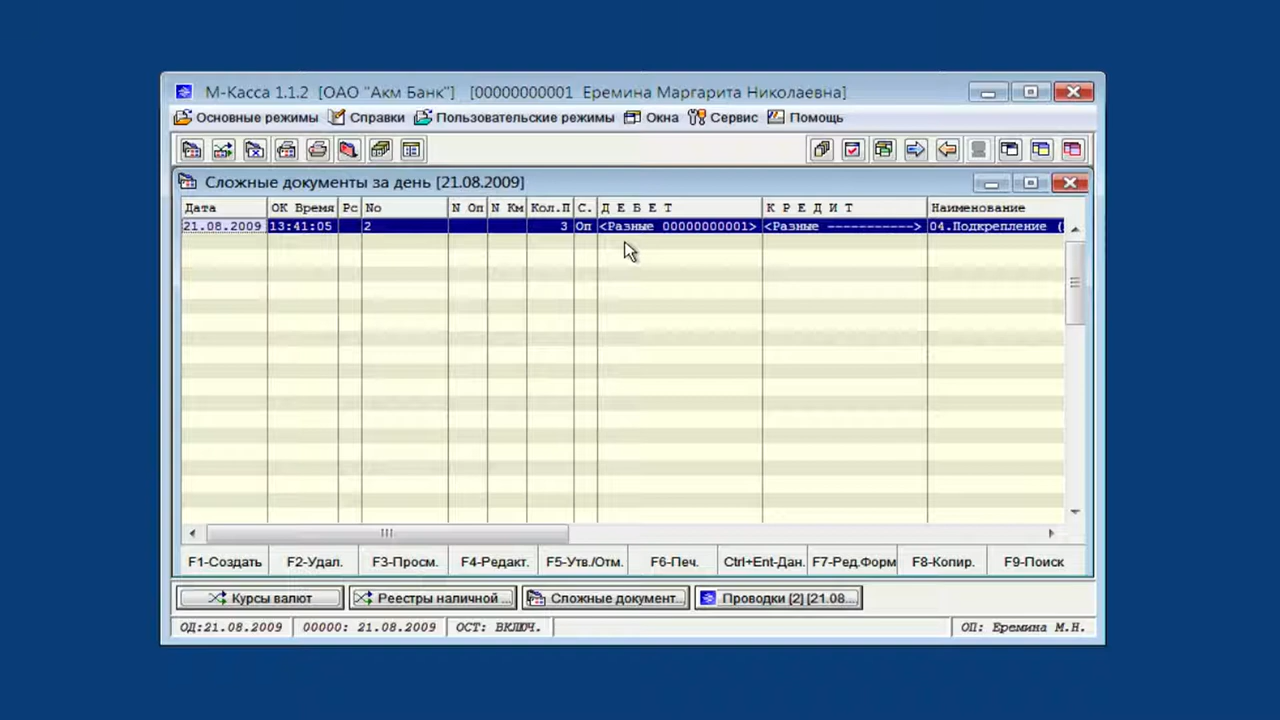 М-Касса 1.1.2 [ОАО "Акм Банк"] [00000000001 Еремина Маргарита Николаевна]
Основные режимы Справки Пользовательские режимы Окна Сервис Помощь
Сложные документы за день [21.08.2009]
Дата ОК Время Рс No N Оп N Км Кол.П С. Д Е Б Е Т К Р Е Д И Т Наименование
21.08.2009 13:41:05 2 3 Оп <Разные 00000000001> <Разные -----------> 04.Подкрепление (
F1-Создать F2-Удал. F3-Просм. F4-Редакт. F5-Утв./Отм. F6-Печ. Ctrl+Ent-Дан. F7-Ред.Форм F8-Копир. F9-Поиск
Курсы валют Реестры наличной ... Сложные документ... Проводки [2] [21.08...
ОД:21.08.2009 00000: 21.08.2009 ОСТ: ВКЛЮЧ. ОП: Еремина М.Н.